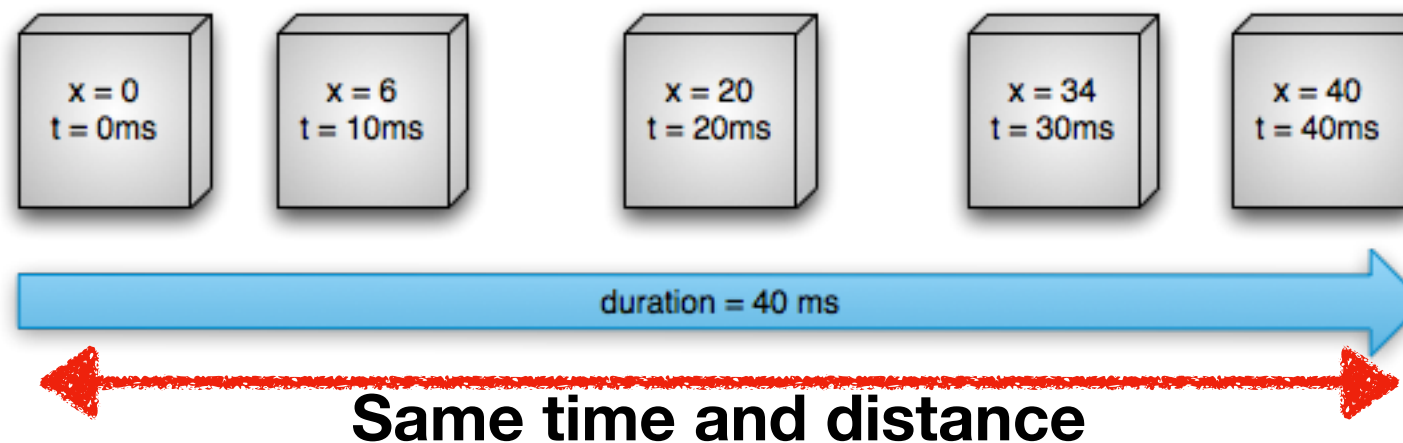 x = 0
t = 0ms
x = 6
t = 10ms
x = 20
t = 20ms
x = 34
t = 30ms
x = 40
t = 40ms
duration = 40 ms
Same time and distance